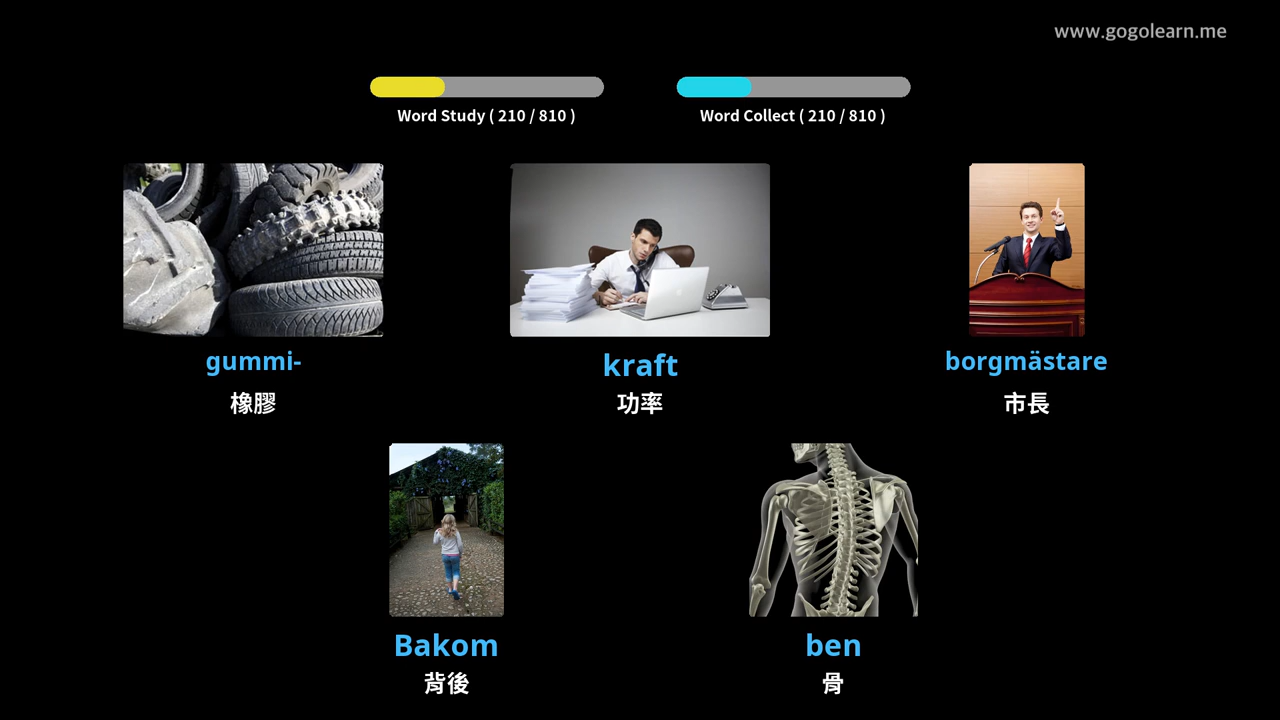 www.gogolearn.me
Word Study ( 210 / 810 )
Word Collect ( 210 / 810 )
gummi-
橡膠
kraft
功率
borgmästare
市長
Bakom
背後
ben
骨